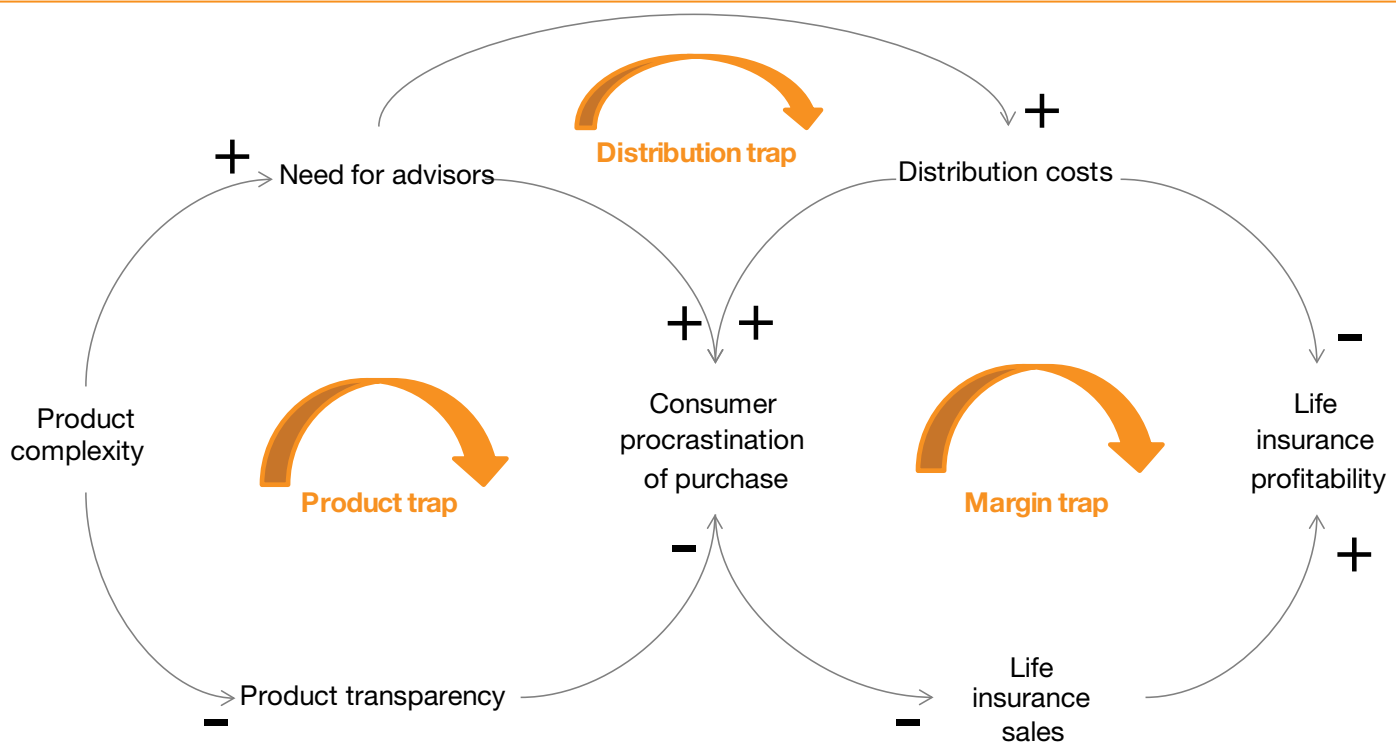 +
Distribution trap
+
Need for advisors
Distribution costs
+
+
+
-
Product
complexity
Product trap
Consumer
procrastination
of purchase
Margin trap
Life
insurance
profitability
-
+
-
Product transparency
-
Life
insurance
sales